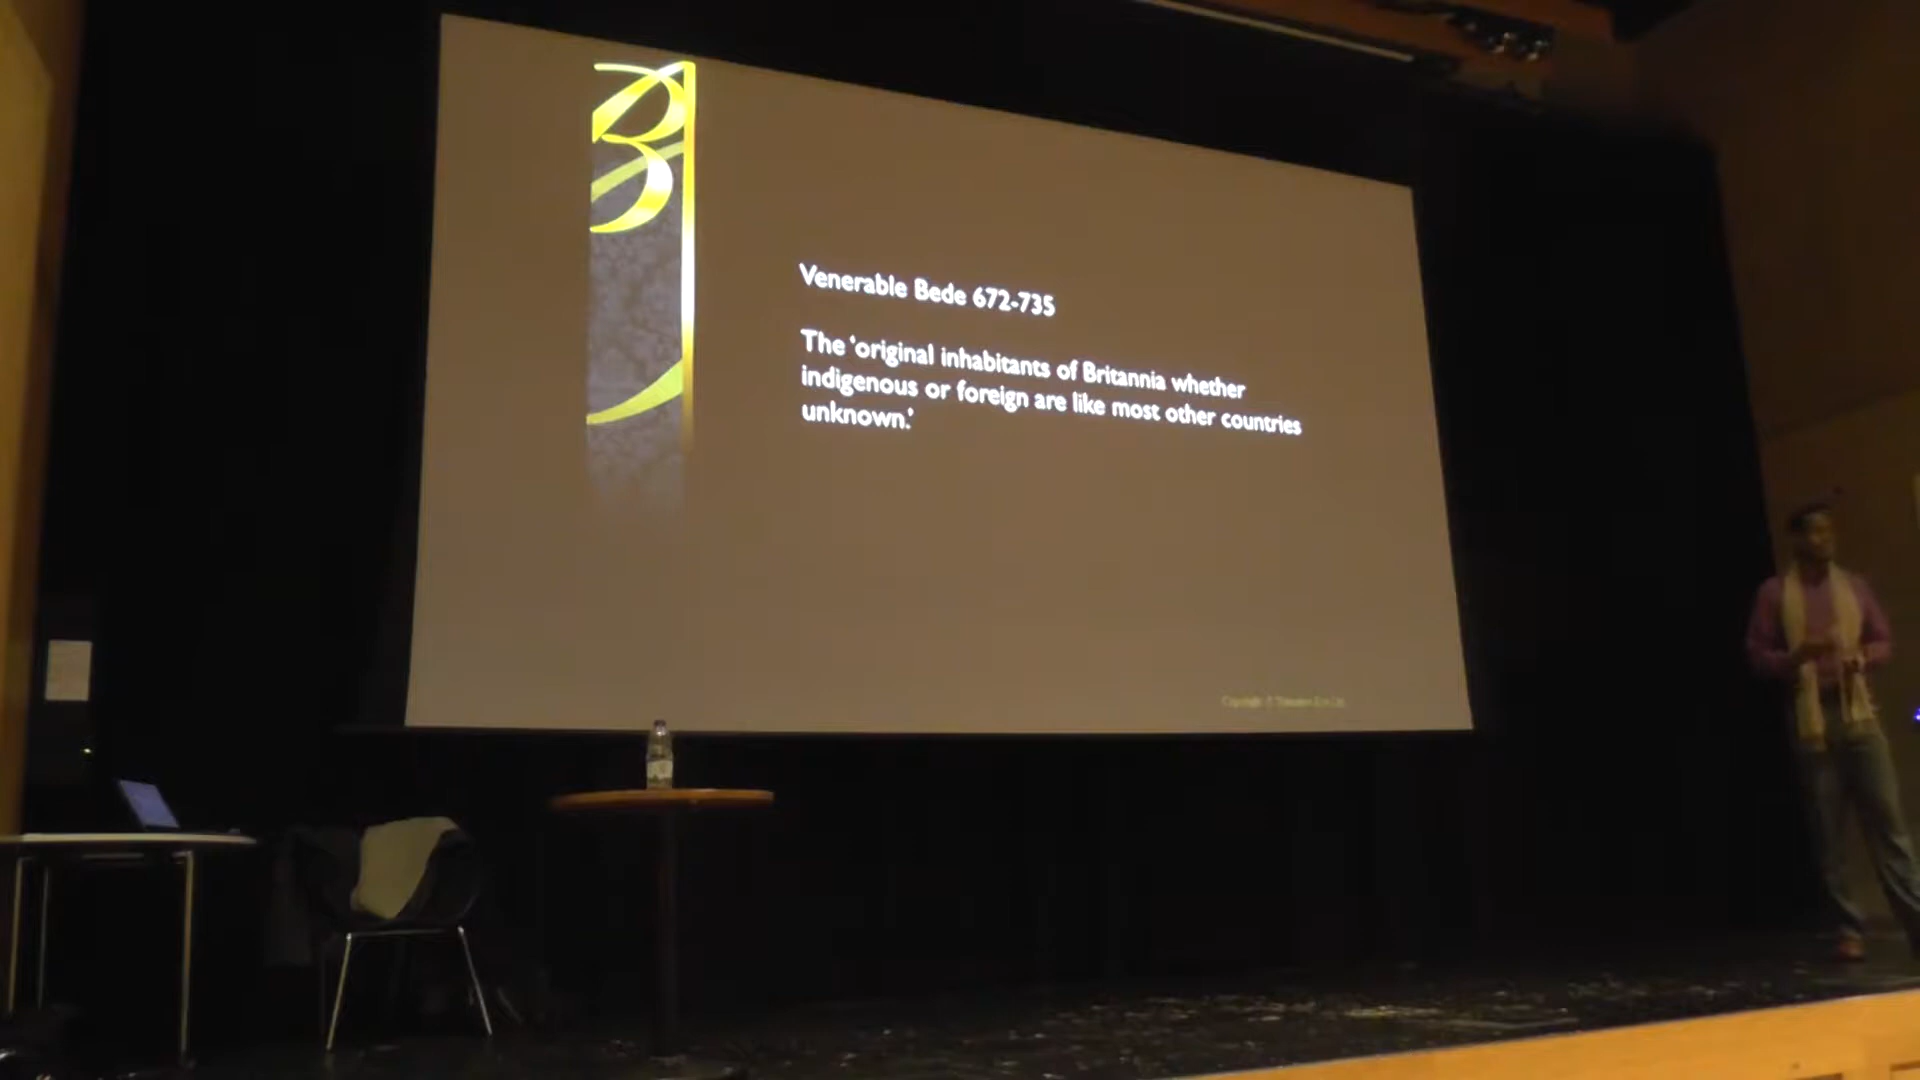 Venerable Bede 672-735
The ‘original inhabitants of Britannia whether
indigenous or foreign are like most other countries
unknown.’
Copyright ©